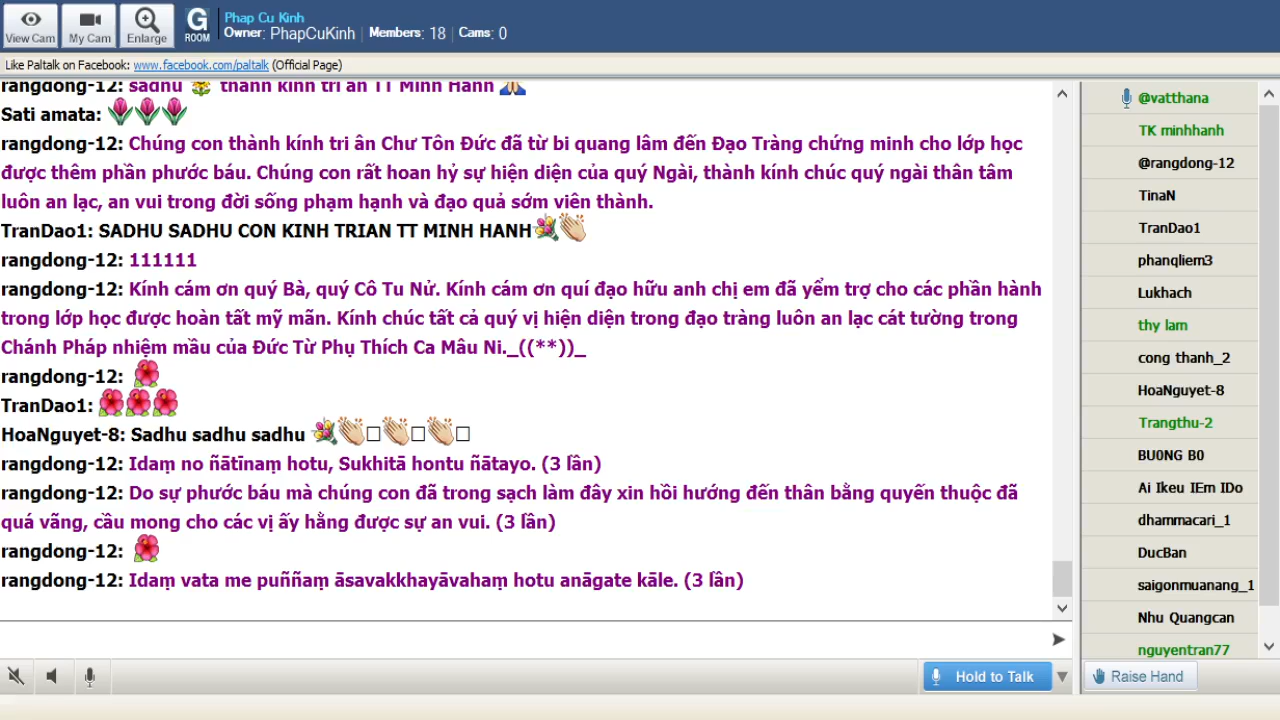 View Cam
My Cam
Enlarge
G
ROOM
Phap Cu Kinh
Owner: PhapCuKinh | Members: 18 | Cams: 0
Like Paltalk on Facebook: www.facebook.com/paltalk (Official Page)
rangdong-12: sadhu thành kính tri ân TT Minh Hạnh
Sati amata:
rangdong-12: Chúng con thành kính tri ân Chư Tôn Đức đã từ bi quang lâm đến Đạo Tràng chứng minh cho lớp học
được thêm phần phước báu. Chúng con rất hoan hỷ sự hiện diện của quý Ngài, thành kính chúc quý ngài thân tâm
luôn an lạc, an vui trong đời sống phạm hạnh và đạo quả sớm viên thành.
TranDao1: SADHU SADHU CON KINH TRIAN TT MINH HANH
rangdong-12: 111111
rangdong-12: Kính cám ơn quý Bà, quý Cô Tu Nử. Kính cám ơn quí đạo hữu anh chị em đã yểm trợ cho các phần hành
trong lớp học được hoàn tất mỹ mãn. Kính chúc tất cả quý vị hiện diện trong đạo tràng luôn an lạc cát tường trong
Chánh Pháp nhiệm mầu của Đức Từ Phụ Thích Ca Mâu Ni._((**))_
rangdong-12:
TranDao1:
HoaNguyet-8: Sadhu sadhu sadhu
rangdong-12: Idaṃ no ñātīnaṃ hotu, Sukhitā hontu ñātayo. (3 lần)
rangdong-12: Do sự phước báu mà chúng con đã trong sạch làm đây xin hồi hướng đến thân bằng quyến thuộc đã
quá vãng, cầu mong cho các vị ấy hằng được sự an vui. (3 lần)
rangdong-12:
rangdong-12: Idaṃ vata me puññaṃ āsavakkhayāvahaṃ hotu anāgate kāle. (3 lần)
@vatthana
TK minhhanh
@rangdong-12
TinaN
TranDao1
phanqliem3
Lukhach
thy lam
cong thanh_2
HoaNguyet-8
Trangthu-2
BU0NG B0
Ai Ikeu IEm IDo
dhammacari_1
DucBan
saigonmuanang_1
Nhu Quangcan
nguyentran77
Hold to Talk
Raise Hand